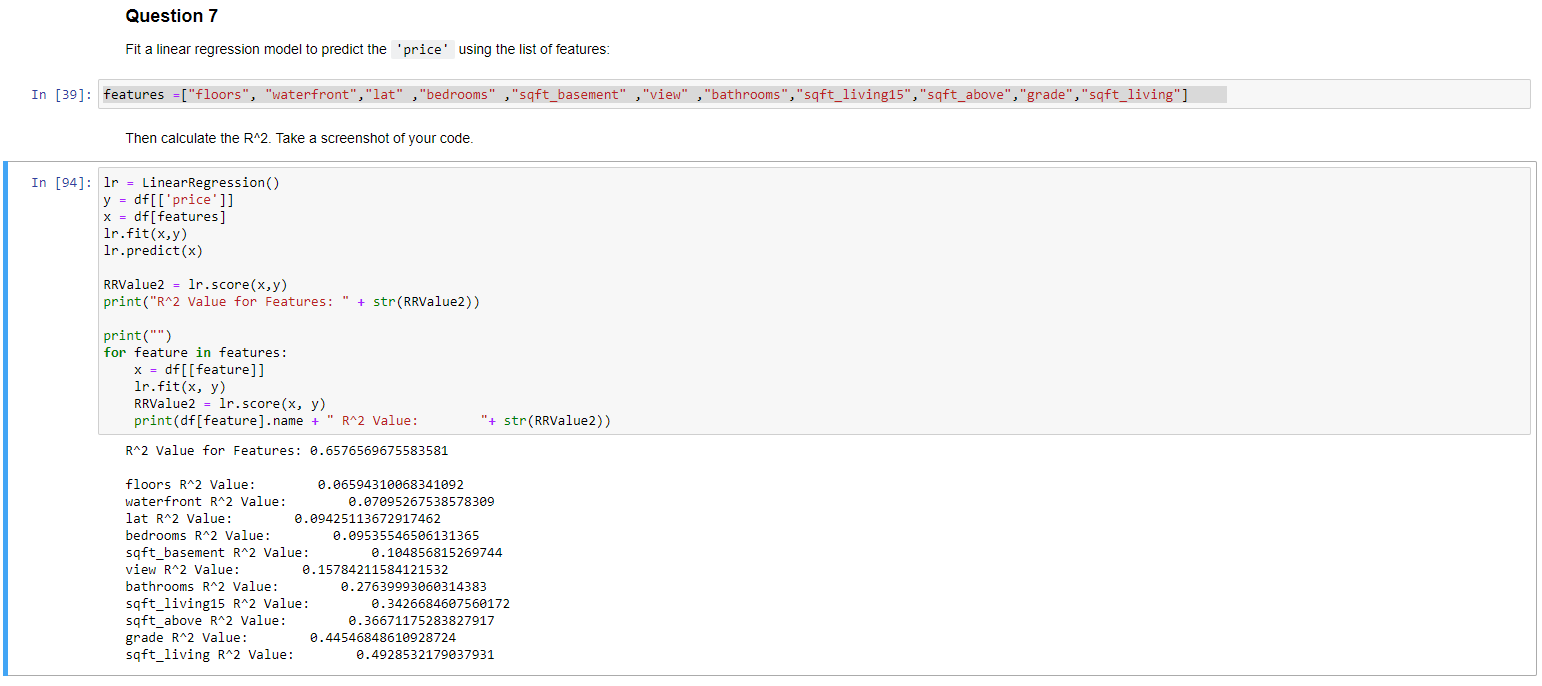 Question 7
Fit a linear regression model to predict the 'price' using the list of features:
In [39]: features =["floors", "waterfront","lat" ,"bedrooms" ,"sqft_basement" ,"view" ,"bathrooms","sqft_living15","sqft_above","grade","sqft_living"]
Then calculate the R^2. Take a screenshot of your code.
In [94]: lr = LinearRegression()
y = df[['price']]
x = df[features]
lr.fit(x,y)
lr.predict(x)
RRValue2 = lr.score(x,y)
print("R^2 Value for Features: " + str(RRValue2))
print("")
for feature in features:
    x = df[[feature]]
    lr.fit(x, y)
    RRValue2 = lr.score(x, y)
    print(df[feature].name + " R^2 Value:        "+ str(RRValue2))
R^2 Value for Features: 0.6576569675583581
floors R^2 Value:        0.06594310068341092
waterfront R^2 Value:        0.07095267538578309
lat R^2 Value:        0.09425113672917462
bedrooms R^2 Value:        0.09535546506131365
sqft_basement R^2 Value:        0.104856815269744
view R^2 Value:        0.15784211584121532
bathrooms R^2 Value:        0.27639993060314383
sqft_living15 R^2 Value:        0.3426684607560172
sqft_above R^2 Value:        0.36671175283827917
grade R^2 Value:        0.44546848610928724
sqft_living R^2 Value:        0.4928532179037931